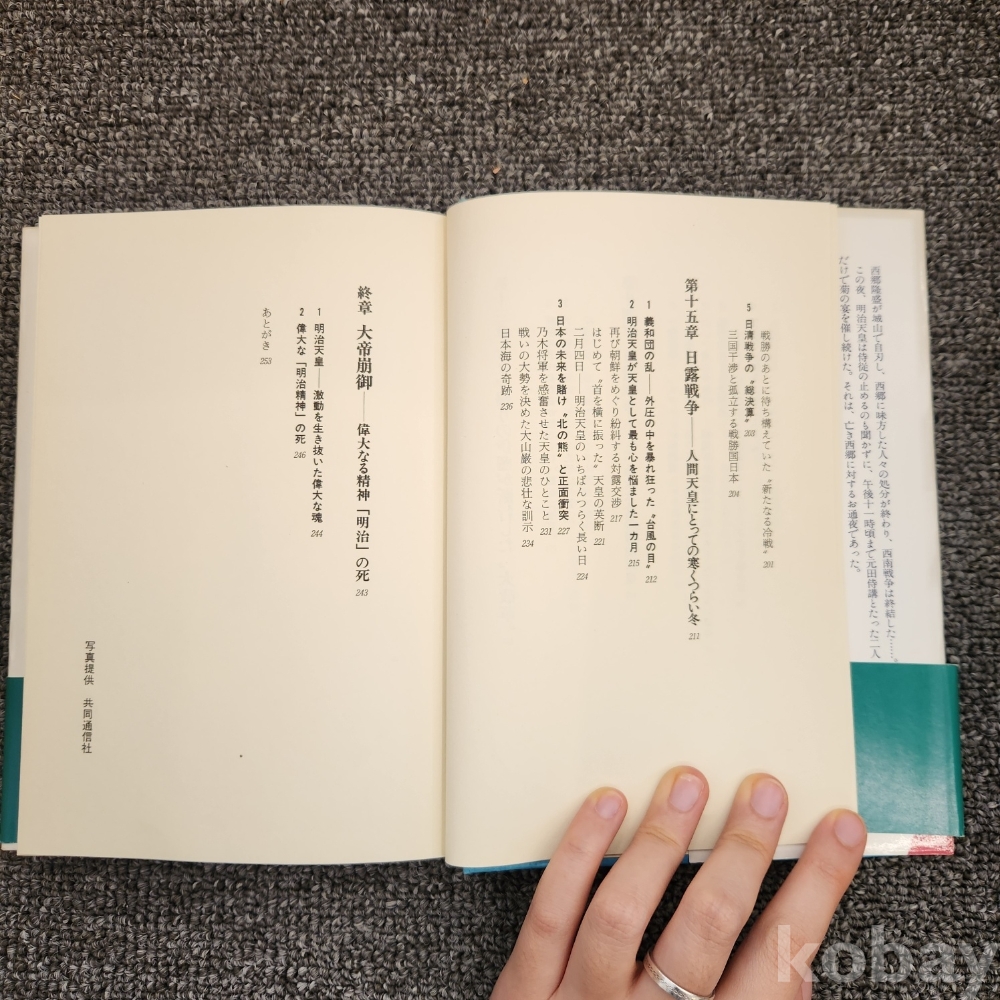 西郷隆盛が城山で自刃し、西郷に味方した人々の処分が終わり、西南戦争は終結した……。
この夜、明治天皇は侍従の止めるのも聞かずに、午後十一時頃まで元田侍講とたった二人
だけで菊の宴を催し続けた。それは、亡き西郷に対するお通夜であった。
戦勝のあとに待ち構えていた〝新たなる冷戦〟 201
5 日清戦争の〝総決算〟 203
三国干渉と孤立する戦勝国日本 204
第十五章 日露戦争――人間天皇にとっての寒くつらい冬 211
1 義和団の乱――外圧の中を暴れ狂った〝台風の目〟 212
2 明治天皇が天皇として最も心を悩ました一カ月 215
再び朝鮮をめぐり紛糾する対露交渉 217
はじめて〝首を横に振った〟天皇の英断 221
二月四日――明治天皇のいちばんつらく長い日 224
3 日本の未来を賭け〝北の熊〟と正面衝突 227
乃木将軍を感奮させた天皇のひとこと 231
戦いの大勢を決めた大山巌の悲壮な訓示 234
日本海の奇跡 236
終章 大帝崩御――偉大なる精神「明治」の死 243
1 明治天皇――激動を生き抜いた偉大な魂 244
2 偉大な「明治精神」の死 246
あとがき 253
写真提供 共同通信社
kobay